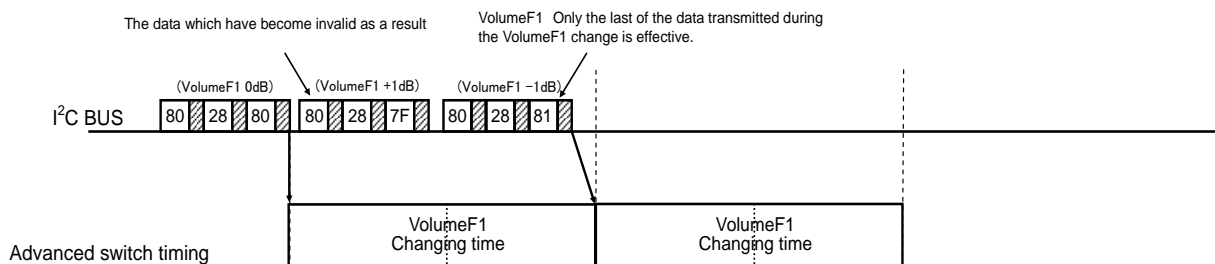 The data which have become invalid as a result
VolumeF1 Only the last of the data transmitted during
the VolumeF1 change is effective.
(VolumeF1 0dB)
(VolumeF1 +1dB)
(VolumeF1 −1dB)
I²C BUS
80 28 80
80 28 7F
80 28 81
VolumeF1
Changing time
VolumeF1
Changing time
Advanced switch timing